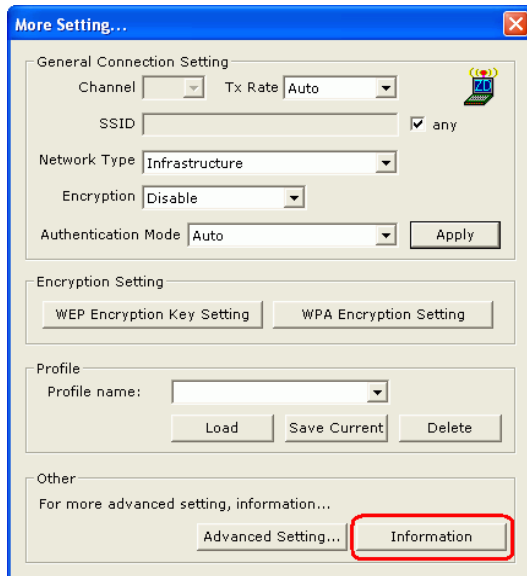 More Setting...
General Connection Setting
Channel Tx Rate Auto
ZD
SSID any
Network Type Infrastructure
Encryption Disable
Authentication Mode Auto Apply
Encryption Setting
WEP Encryption Key Setting WPA Encryption Setting
Profile
Profile name:
Load Save Current Delete
Other
For more advanced setting, information...
Advanced Setting... Information